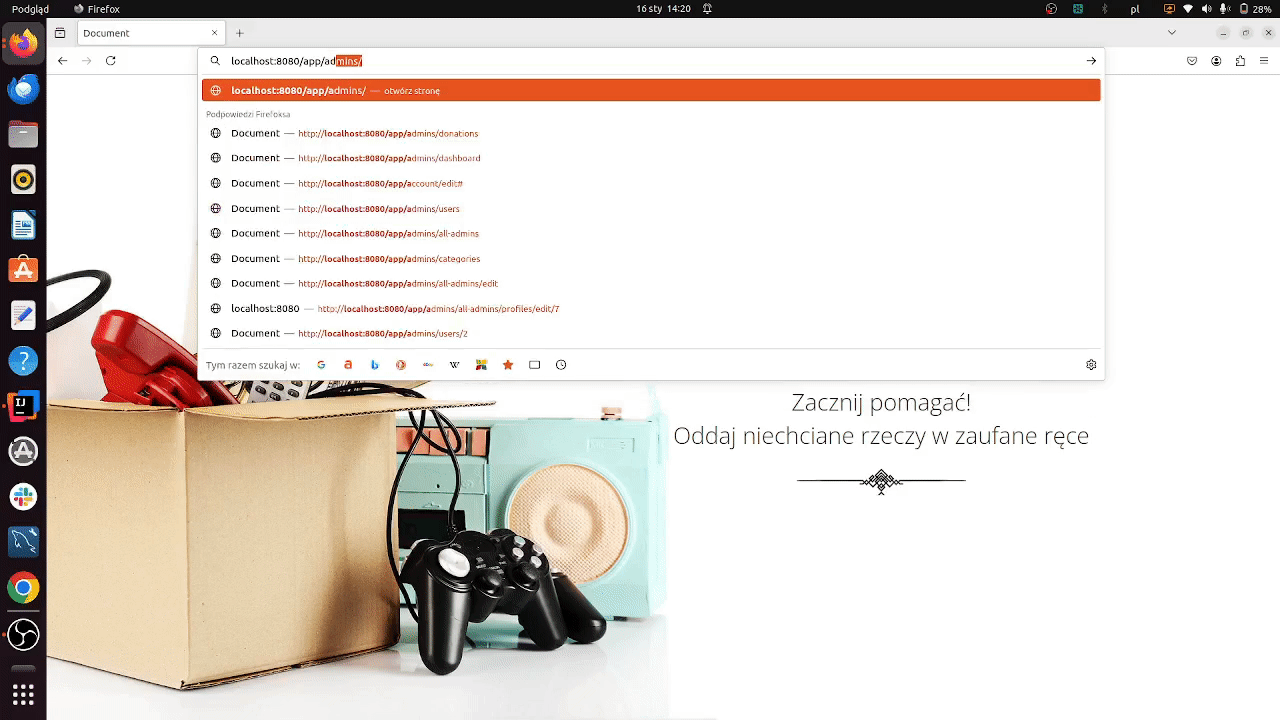 Podgląd Firefox 16 sty 14:20 pl 28%
Document
localhost:8080/app/admins/
localhost:8080/app/admins/ — otwórz stronę
Podpowiedzi Firefoksa
Document — http://localhost:8080/app/admins/donations
Document — http://localhost:8080/app/admins/dashboard
Document — http://localhost:8080/app/account/edit#
Document — http://localhost:8080/app/admins/users
Document — http://localhost:8080/app/admins/all-admins
Document — http://localhost:8080/app/admins/categories
Document — http://localhost:8080/app/admins/all-admins/edit
localhost:8080 — http://localhost:8080/app/admins/all-admins/profiles/edit/7
Document — http://localhost:8080/app/admins/users/2
Tym razem szukaj w:
Zacznij pomagać!
Oddaj niechciane rzeczy w zaufane ręce